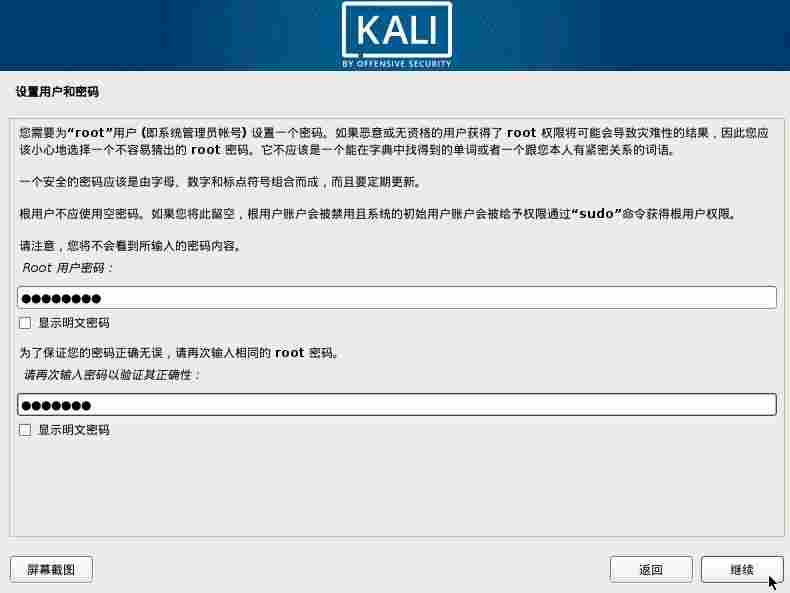 KALI
BY OFFENSIVE SECURITY
设置用户和密码
您需要为“root”用户 (即系统管理员帐号) 设置一个密码。如果恶意或无资格的用户获得了 root 权限将可能会导致灾难性的结果，因此您应
该小心地选择一个不容易猜出的 root 密码。它不应该是一个能在字典中找得到的单词或者一个跟您本人有紧密关系的词语。
一个安全的密码应该是由字母、数字和标点符号组合而成，而且要定期更新。
根用户不应使用空密码。如果您将此留空，根用户账户会被禁用且系统的初始用户账户会被给予权限通过“sudo”命令获得根用户权限。
请注意，您将不会看到所输入的密码内容。
Root 用户密码：
●●●●●●●●
显示明文密码
为了保证您的密码正确无误，请再次输入相同的 root 密码。
请再次输入密码以验证其正确性：
●●●●●●●
显示明文密码
屏幕截图
返回
继续